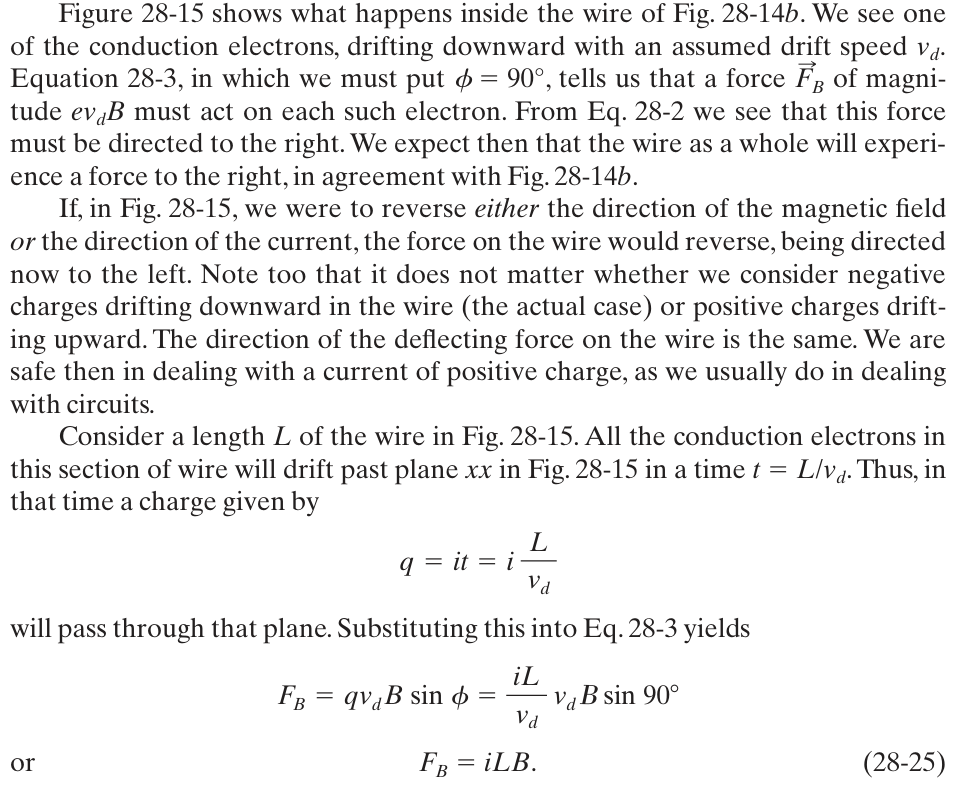 Figure 28-15 shows what happens inside the wire of Fig. 28-14b. We see one
of the conduction electrons, drifting downward with an assumed drift speed v_d.
Equation 28-3, in which we must put ϕ = 90°, tells us that a force F⃗_B of magni-
tude ev_dB must act on each such electron. From Eq. 28-2 we see that this force
must be directed to the right. We expect then that the wire as a whole will experi-
ence a force to the right, in agreement with Fig. 28-14b.
If, in Fig. 28-15, we were to reverse either the direction of the magnetic field
or the direction of the current, the force on the wire would reverse, being directed
now to the left. Note too that it does not matter whether we consider negative
charges drifting downward in the wire (the actual case) or positive charges drift-
ing upward. The direction of the deflecting force on the wire is the same. We are
safe then in dealing with a current of positive charge, as we usually do in dealing
with circuits.
Consider a length L of the wire in Fig. 28-15. All the conduction electrons in
this section of wire will drift past plane xx in Fig. 28-15 in a time t = L/v_d. Thus, in
that time a charge given by
q = it = i L/v_d
will pass through that plane. Substituting this into Eq. 28-3 yields
F_B = qv_dB sin ϕ = iL/v_d v_dB sin 90°
or F_B = iLB. (28-25)